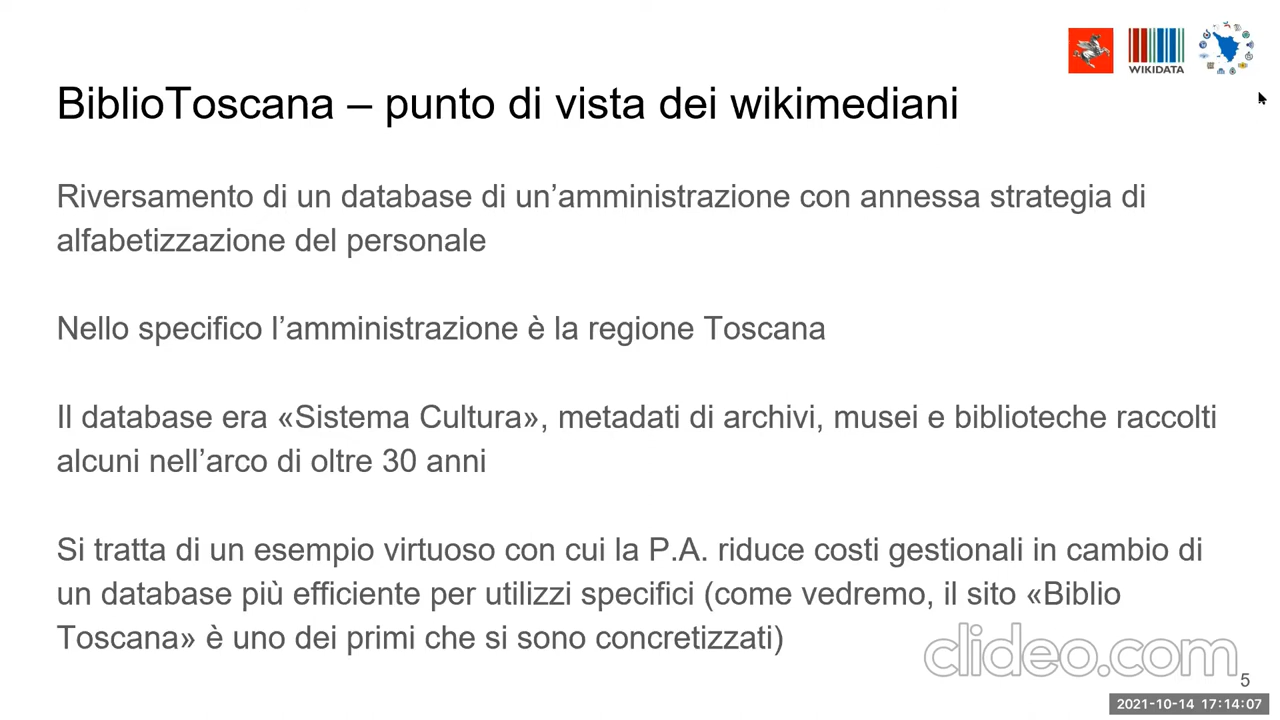 WIKIDATA
BiblioToscana – punto di vista dei wikimediani
Riversamento di un database di un’amministrazione con annessa strategia di
alfabetizzazione del personale
Nello specifico l’amministrazione è la regione Toscana
Il database era «Sistema Cultura», metadati di archivi, musei e biblioteche raccolti
alcuni nell’arco di oltre 30 anni
Si tratta di un esempio virtuoso con cui la P.A. riduce costi gestionali in cambio di
un database più efficiente per utilizzi specifici (come vedremo, il sito «Biblio
Toscana» è uno dei primi che si sono concretizzati)
clideo.com
5
2021-10-14 17:14:07